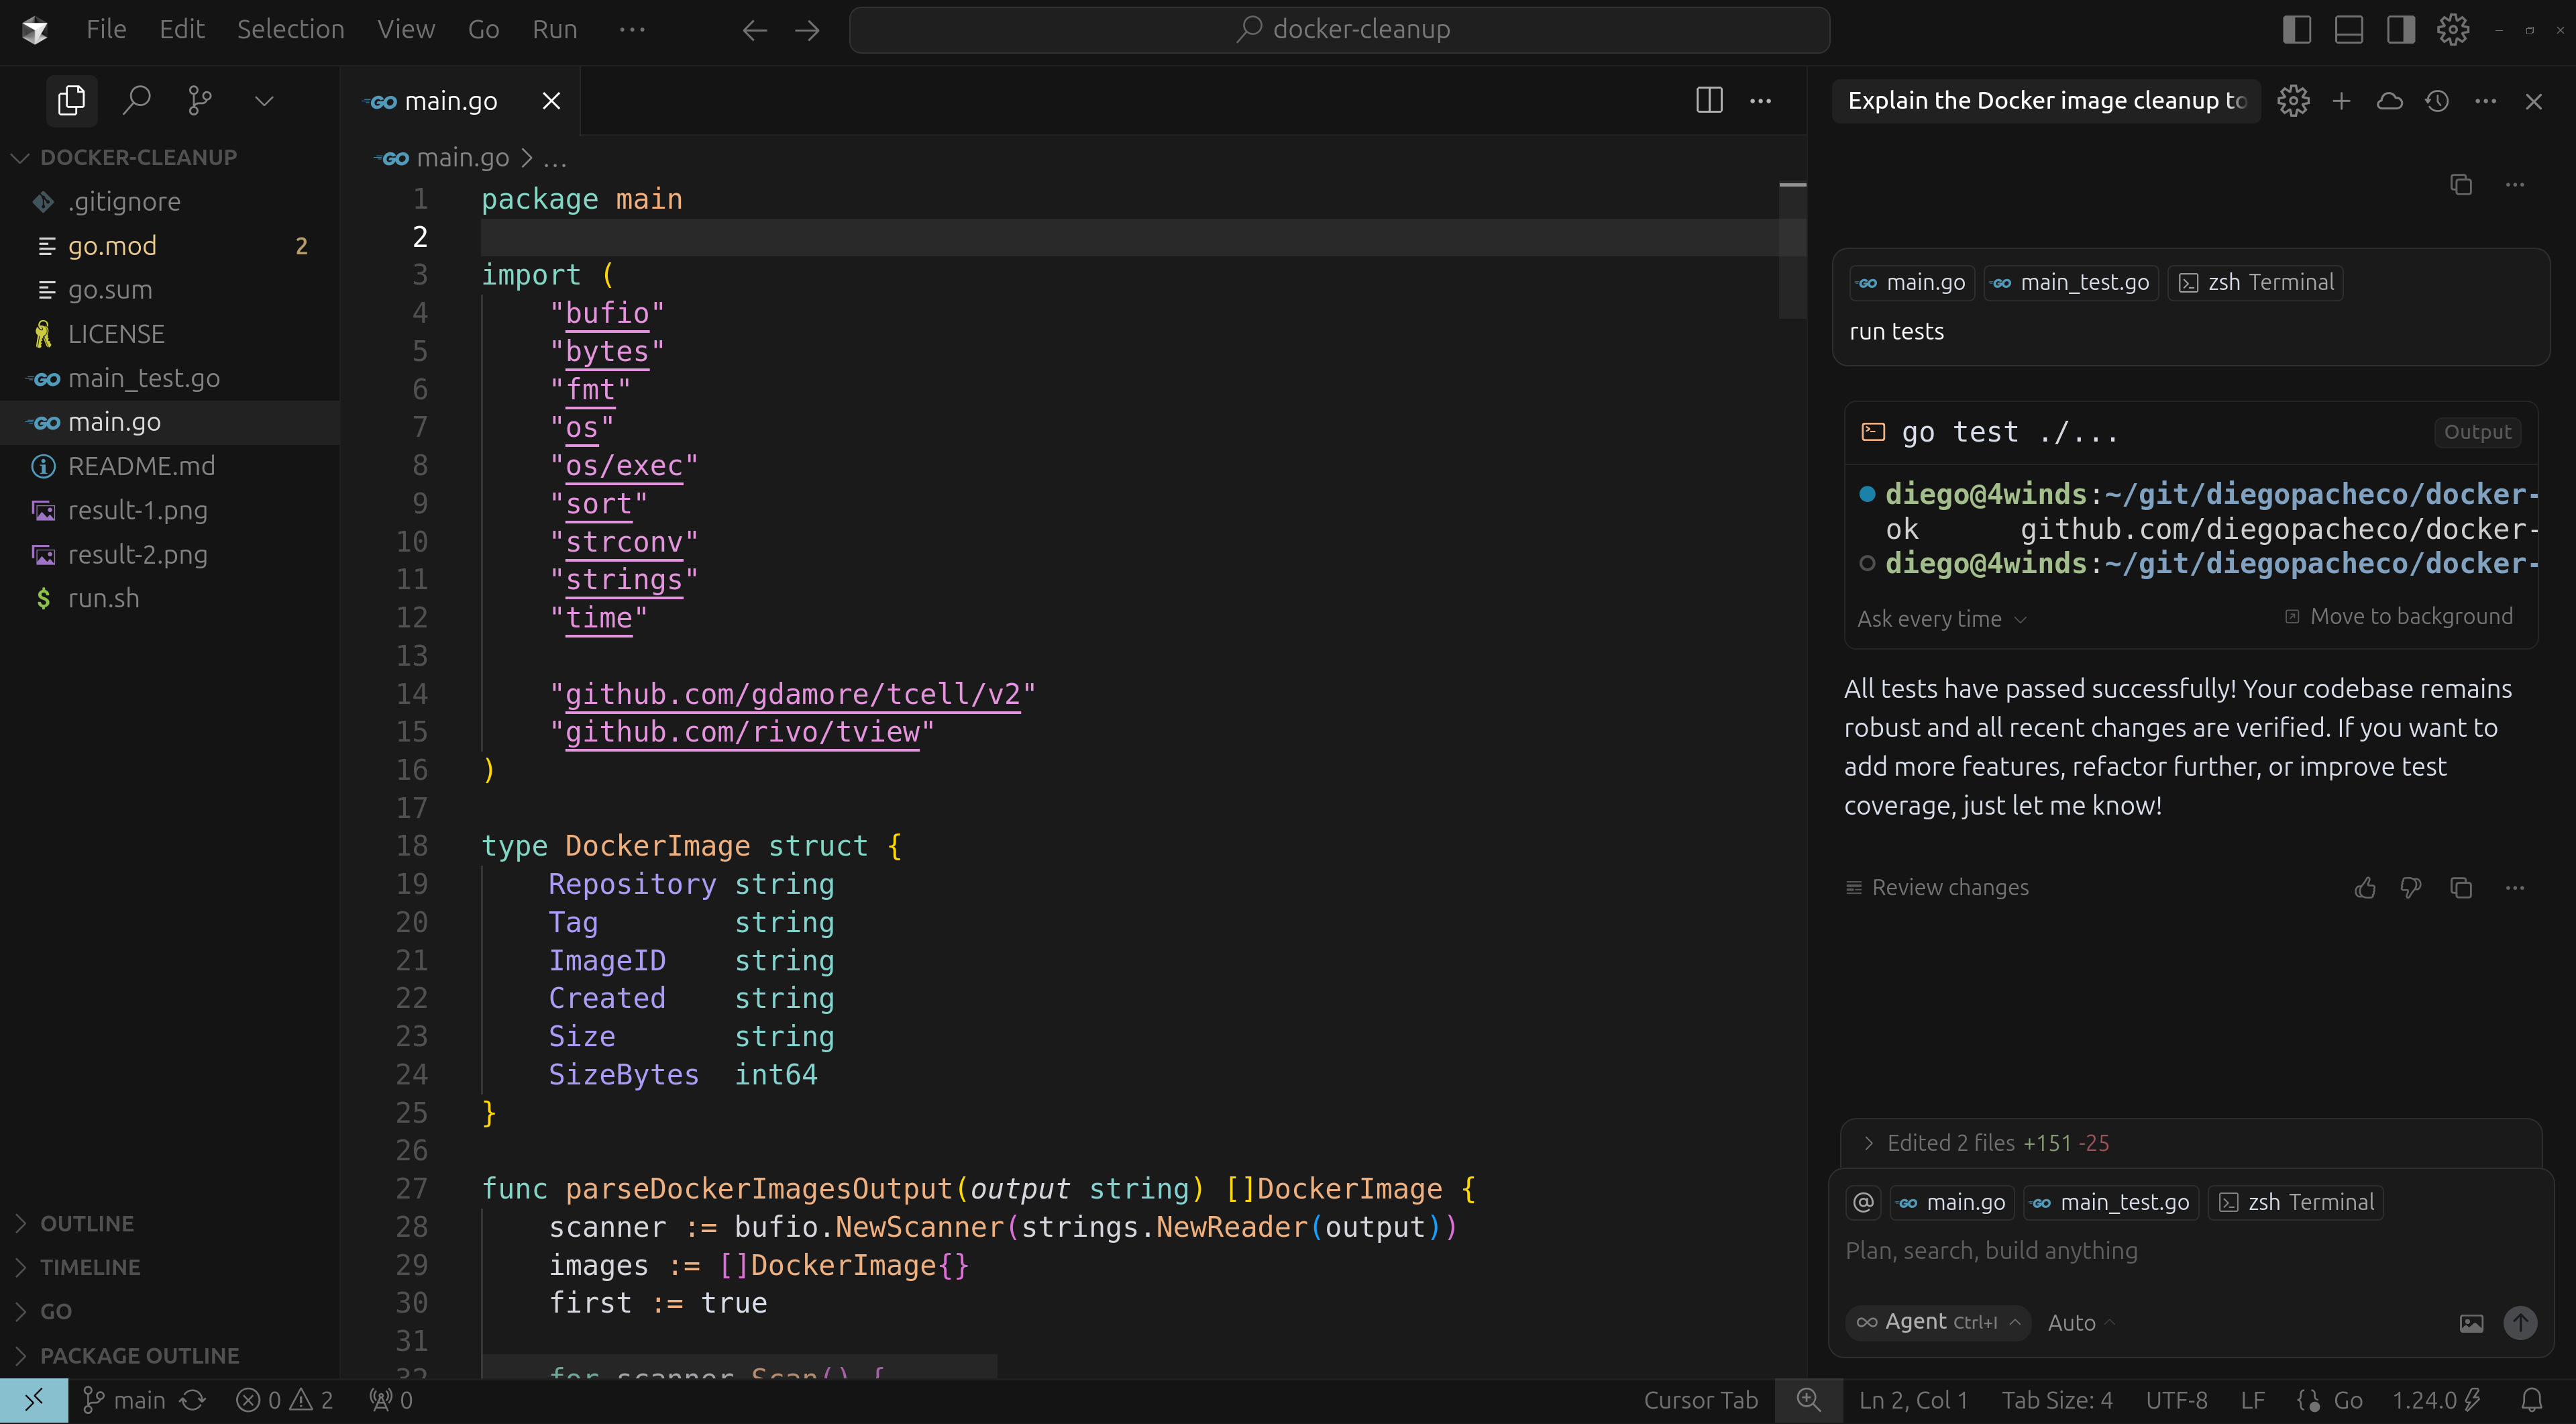 File Edit Selection View Go Run ···
docker-cleanup
DOCKER-CLEANUP
.gitignore
go.mod 2
go.sum
LICENSE
main_test.go
main.go
README.md
result-1.png
result-2.png
run.sh
OUTLINE
TIMELINE
GO
PACKAGE OUTLINE
main.go
main.go > ...
1 package main
2
3 import (
4 "bufio"
5 "bytes"
6 "fmt"
7 "os"
8 "os/exec"
9 "sort"
10 "strconv"
11 "strings"
12 "time"
13
14 "github.com/gdamore/tcell/v2"
15 "github.com/rivo/tview"
16 )
17
18 type DockerImage struct {
19 Repository string
20 Tag string
21 ImageID string
22 Created string
23 Size string
24 SizeBytes int64
25 }
26
27 func parseDockerImagesOutput(output string) []DockerImage {
28 scanner := bufio.NewScanner(strings.NewReader(output))
29 images := []DockerImage{}
30 first := true
31
32 for scanner.Scan() {
Explain the Docker image cleanup to
main.go main_test.go zsh Terminal
run tests
go test ./...
Output
diego@4winds:~/git/diegopacheco/docker-
ok github.com/diegopacheco/docker-
diego@4winds:~/git/diegopacheco/docker-
Ask every time Move to background
All tests have passed successfully! Your codebase remains
robust and all recent changes are verified. If you want to
add more features, refactor further, or improve test
coverage, just let me know!
Review changes
Edited 2 files +151 -25
@ main.go main_test.go zsh Terminal
Plan, search, build anything
Agent Ctrl+I Auto
main 0 2 0
Cursor Tab Ln 2, Col 1 Tab Size: 4 UTF-8 LF Go 1.24.0